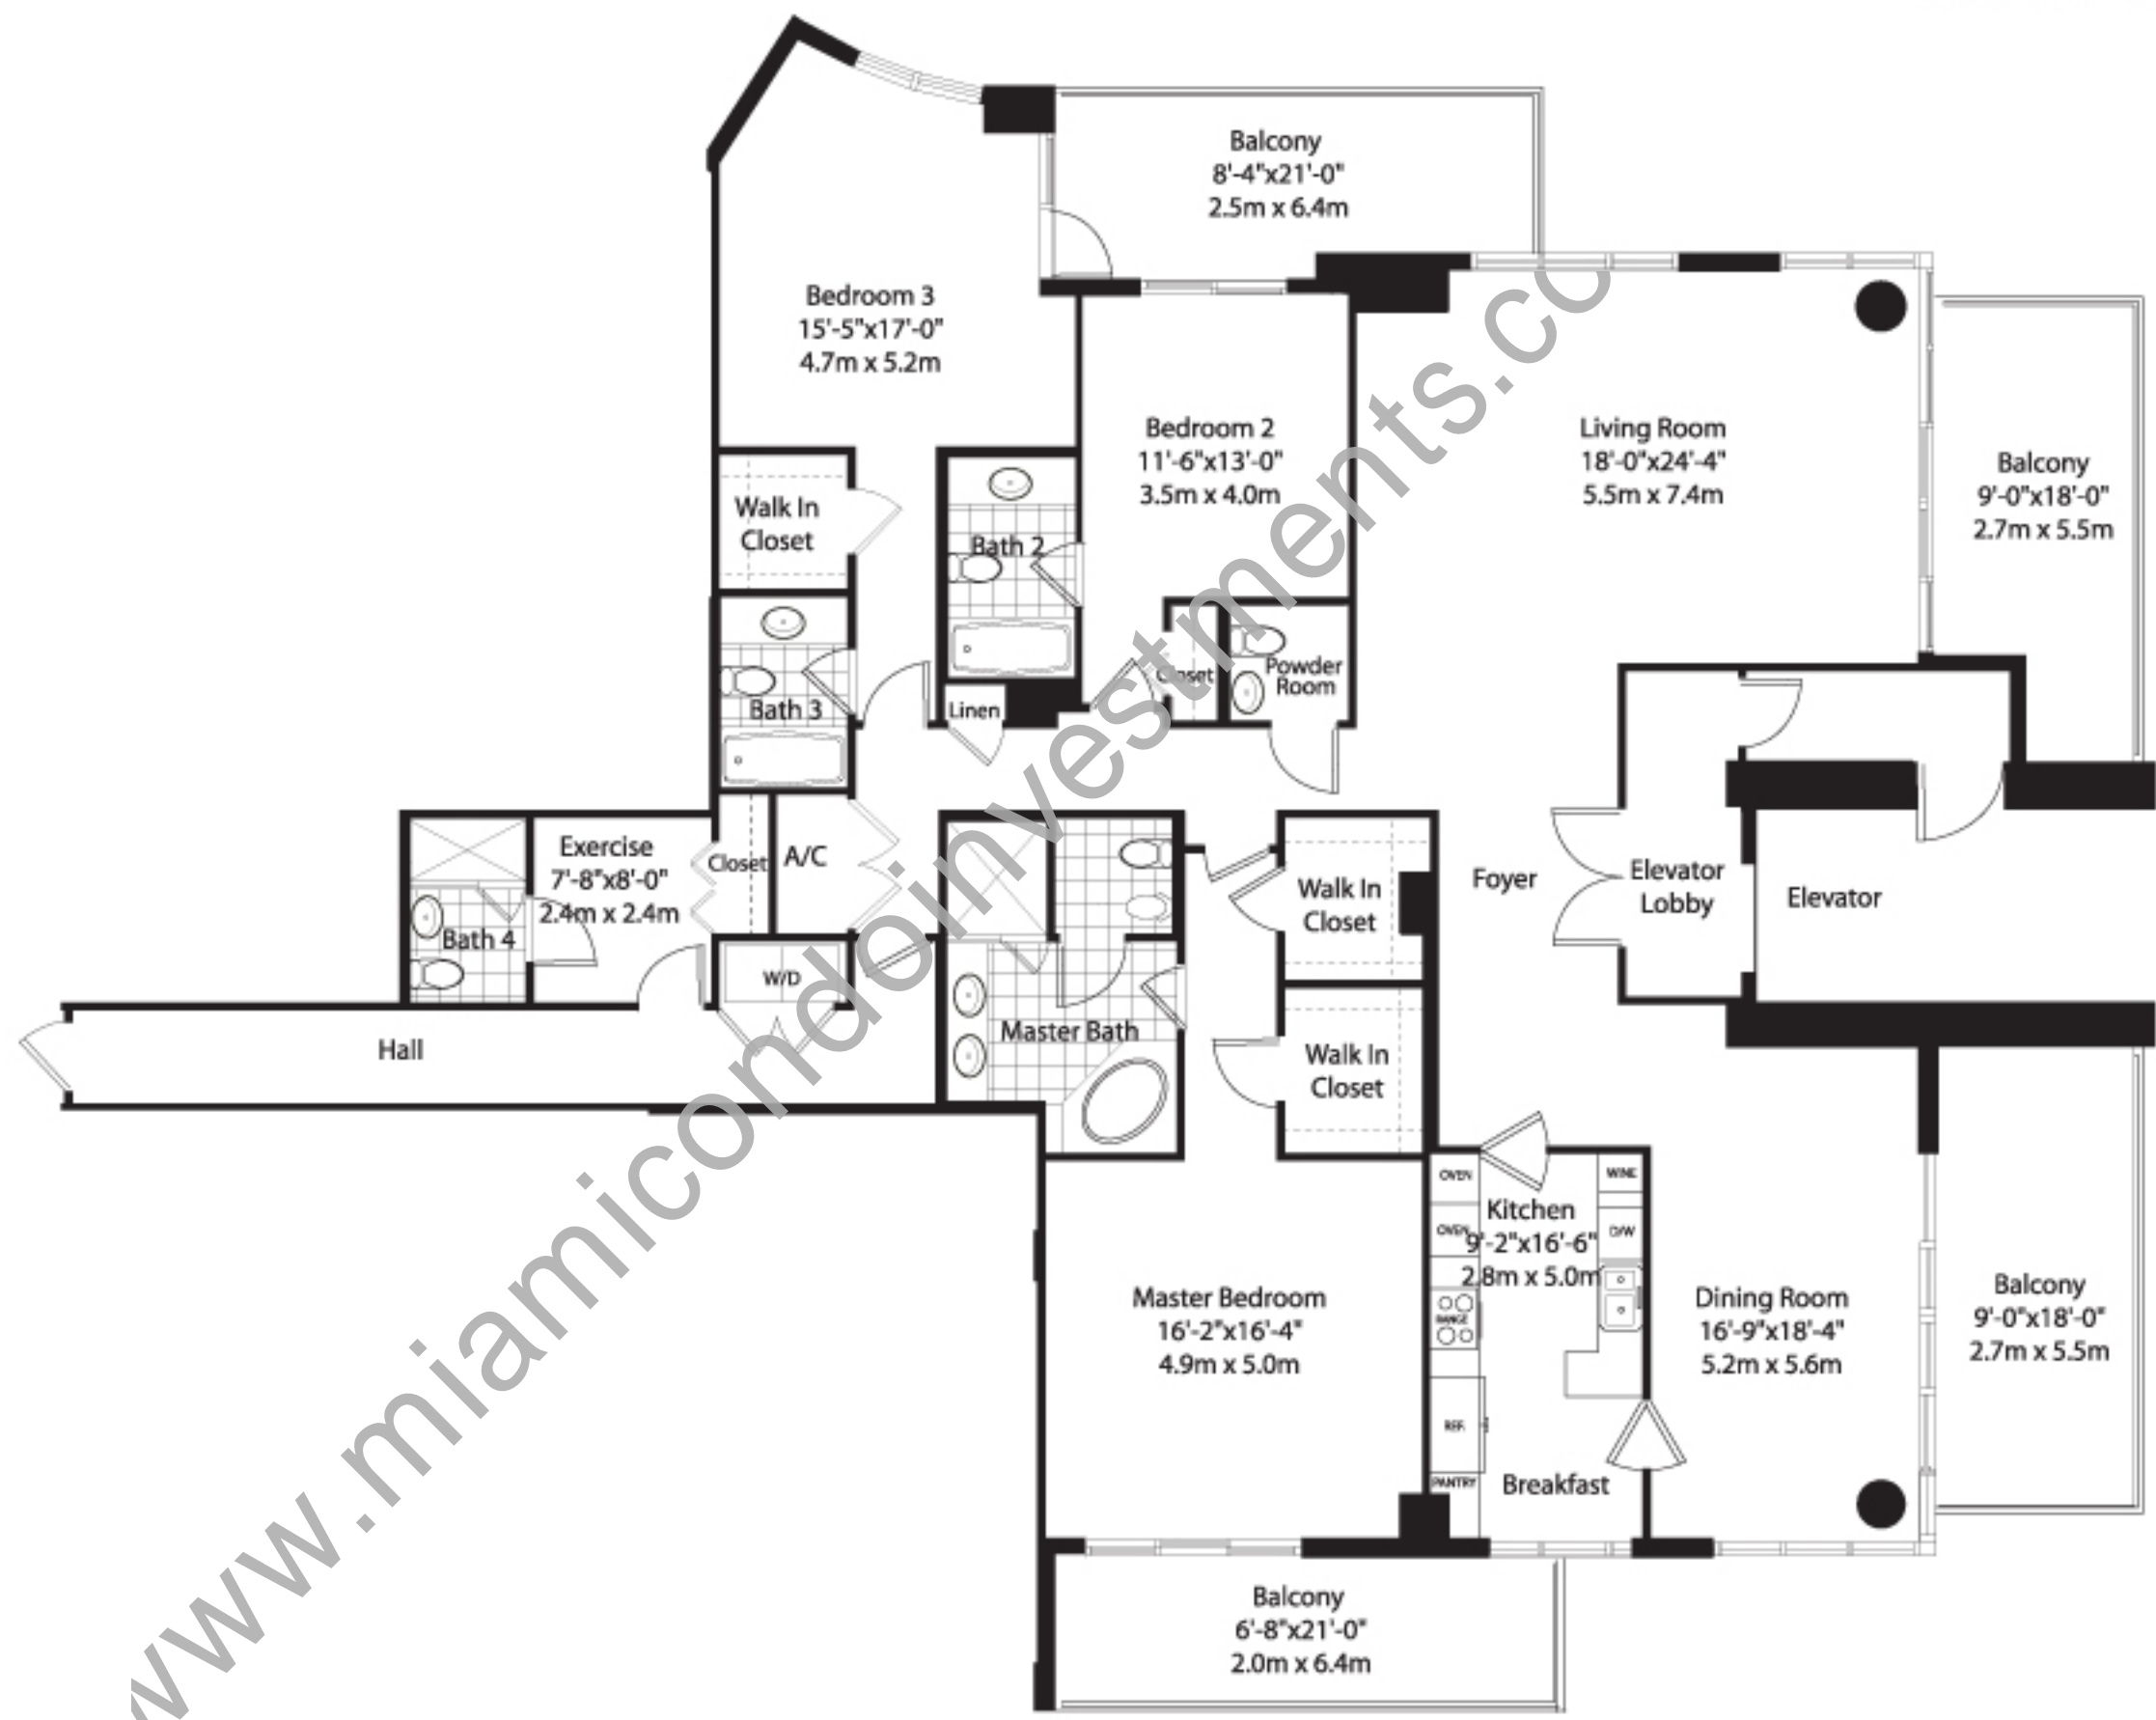 Balcony
8'-4"x21'-0"
2.5m x 6.4m
Bedroom 3
15'-5"x17'-0"
4.7m x 5.2m
Bedroom 2
11'-6"x13'-0"
3.5m x 4.0m
Living Room
18'-0"x24'-4"
5.5m x 7.4m
Balcony
9'-0"x18'-0"
2.7m x 5.5m
Walk In
Closet
Bath 2
Bath 3
Linen
Closet
Powder
Room
Exercise
7'-8"x8'-0"
2.4m x 2.4m
Closet
A/C
Bath 4
W/D
Hall
Master Bath
Walk In
Closet
Walk In
Closet
Foyer
Elevator
Lobby
Elevator
OVEN
OVEN
RANGE
REF.
PANTRY
WINE
D/W
Kitchen
9'-2"x16'-6"
2.8m x 5.0m
Breakfast
Master Bedroom
16'-2"x16'-4"
4.9m x 5.0m
Dining Room
16'-9"x18'-4"
5.2m x 5.6m
Balcony
9'-0"x18'-0"
2.7m x 5.5m
Balcony
6'-8"x21'-0"
2.0m x 6.4m
www.miamicondoinvestments.co